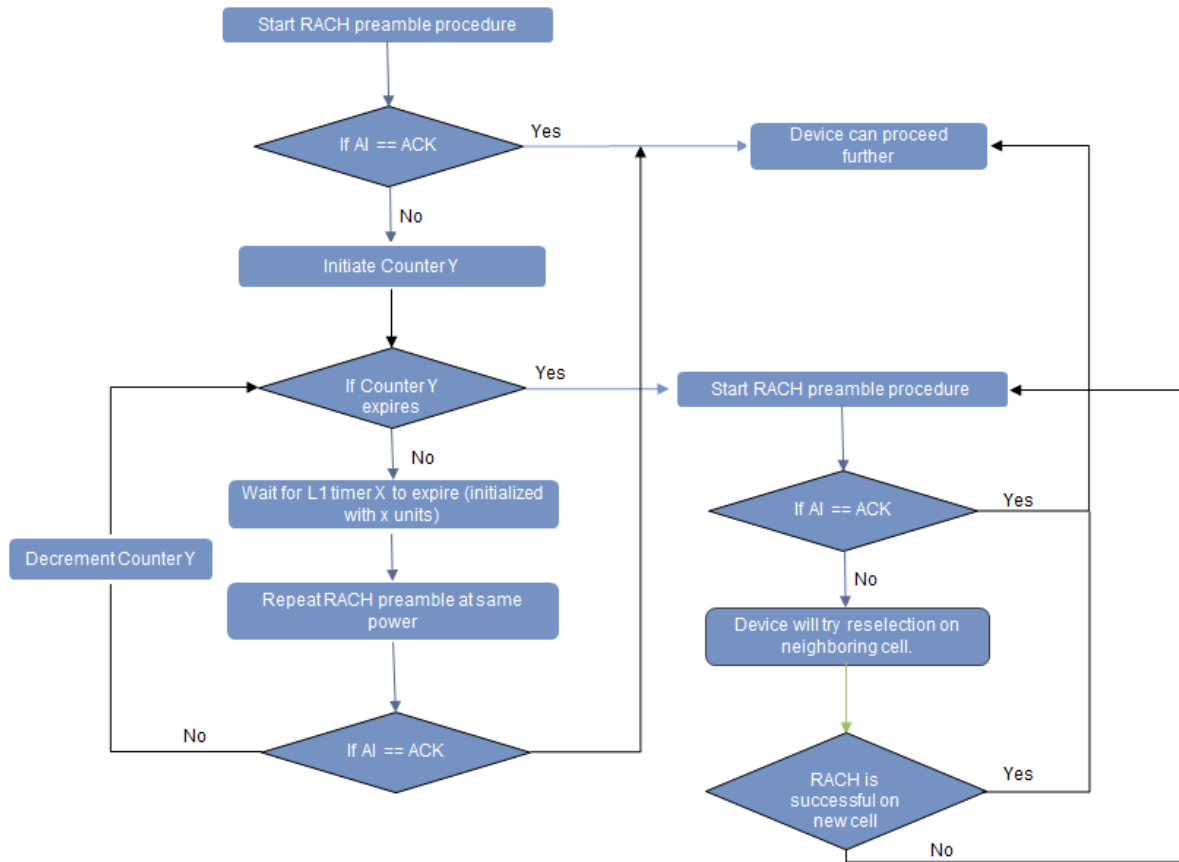 Start RACH preamble procedure
If AI == ACK
Yes
Device can proceed
further
No
Initiate Counter Y
If Counter Y
expires
Yes
Start RACH preamble procedure
No
Wait for L1 timer X to expire (initialized
with x units)
If AI == ACK
Yes
Decrement Counter Y
Repeat RACH preamble at same
power
No
Device will try reselection on
neighboring cell.
No
If AI == ACK
RACH is
successful on
new cell
Yes
No